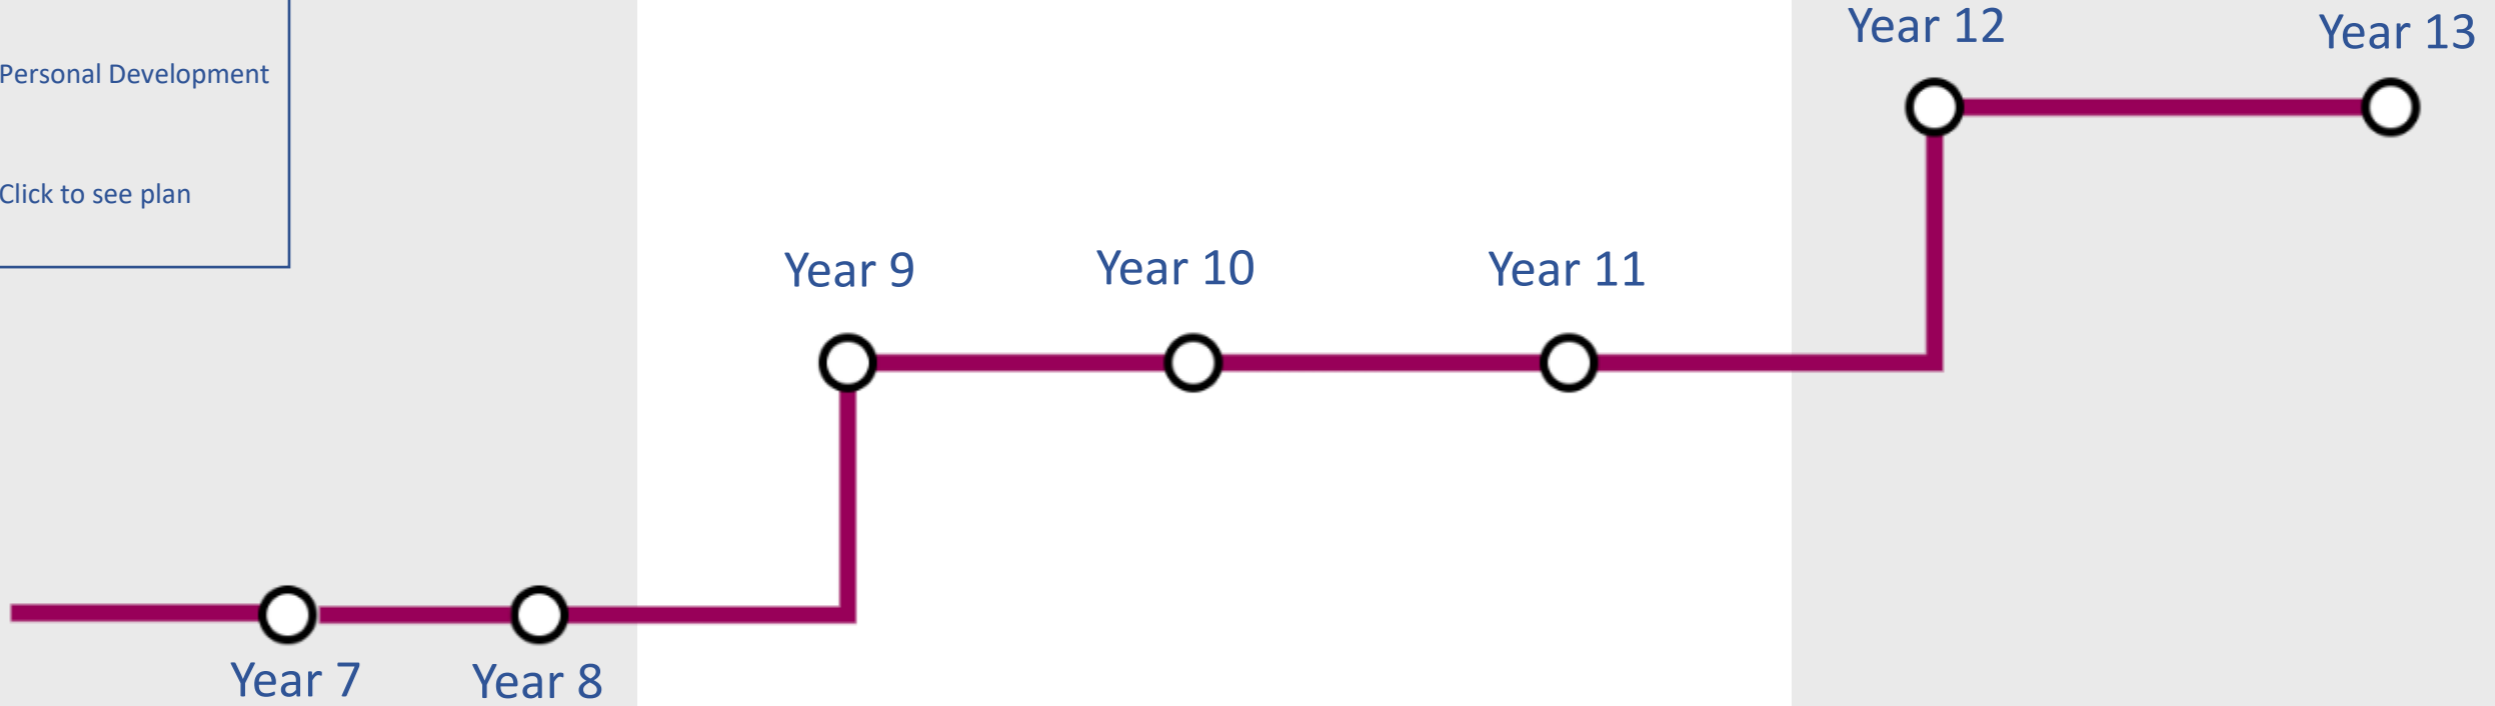 Personal Development
Click to see plan
Year 12
Year 13
Year 9
Year 10
Year 11
Year 7
Year 8